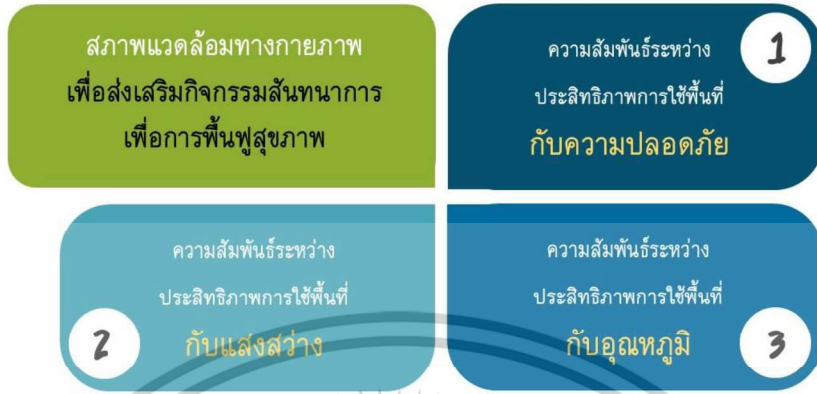 สภาพแวดล้อมทางกายภาพ
เพื่อส่งเสริมกิจกรรมสันทนาการ
เพื่อการฟื้นฟูสุขภาพ
1
ความสัมพันธ์ระหว่าง
ประสิทธิภาพการใช้พื้นที่
กับความปลอดภัย
2
ความสัมพันธ์ระหว่าง
ประสิทธิภาพการใช้พื้นที่
กับแสงสว่าง
3
ความสัมพันธ์ระหว่าง
ประสิทธิภาพการใช้พื้นที่
กับอุณหภูมิ